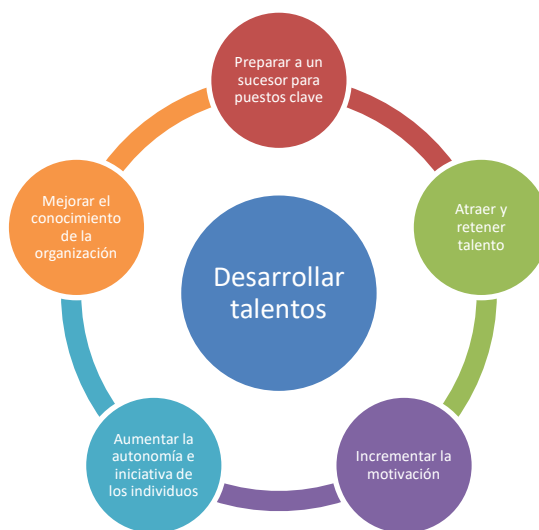 Preparar a un
sucesor para
puestos clave
Atraer y
retener
talento
Incrementar la
motivación
Aumentar la
autonomía e
iniciativa de
los individuos
Mejorar el
conocimiento
de la
organización
Desarrollar
talentos